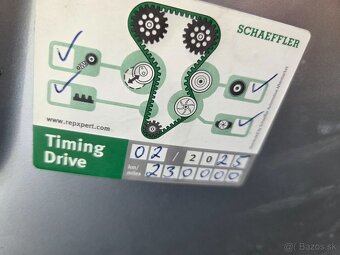 SCHAEFFLER
www.repxpert.com
Timing
Drive
02 / 2025
km/
miles
230000
© Bazos.sk